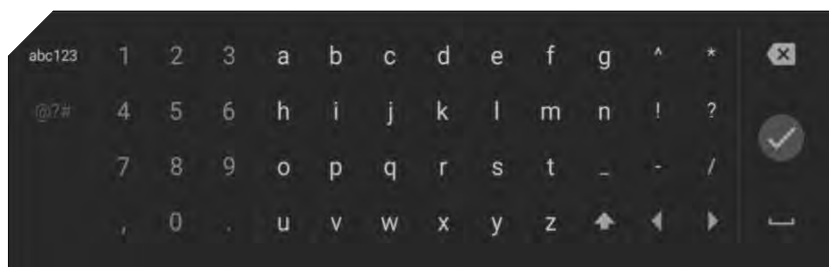 abc123 1 2 3 a b c d e f g ^ *
@?# 4 5 6 h i j k l m n ! ?
7 8 9 o p q r s t _ - /
, 0 . u v w x y z